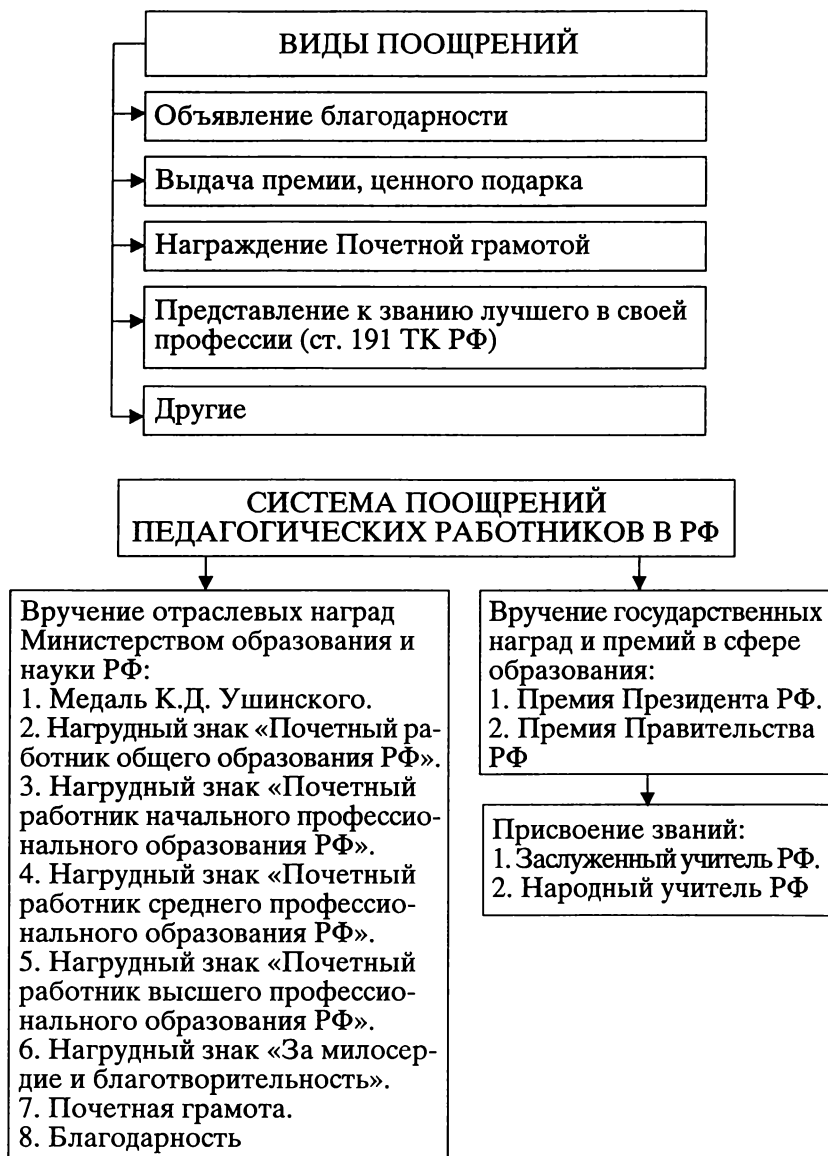 ВИДЫ ПООЩРЕНИЙ
Объявление благодарности
Выдача премии, ценного подарка
Награждение Почетной грамотой
Представление к званию лучшего в своей
профессии (ст. 191 ТК РФ)
Другие
СИСТЕМА ПООЩРЕНИЙ
ПЕДАГОГИЧЕСКИХ РАБОТНИКОВ В РФ
Вручение отраслевых наград
Министерством образования и
науки РФ:
1. Медаль К.Д. Ушинского.
2. Нагрудный знак «Почетный ра-
ботник общего образования РФ».
3. Нагрудный знак «Почетный
работник начального профессио-
нального образования РФ».
4. Нагрудный знак «Почетный
работник среднего профессио-
нального образования РФ».
5. Нагрудный знак «Почетный
работник высшего профессио-
нального образования РФ».
6. Нагрудный знак «За милосер-
дие и благотворительность».
7. Почетная грамота.
8. Благодарность
Вручение государственных
наград и премий в сфере
образования:
1. Премия Президента РФ.
2. Премия Правительства
РФ
Присвоение званий:
1. Заслуженный учитель РФ.
2. Народный учитель РФ